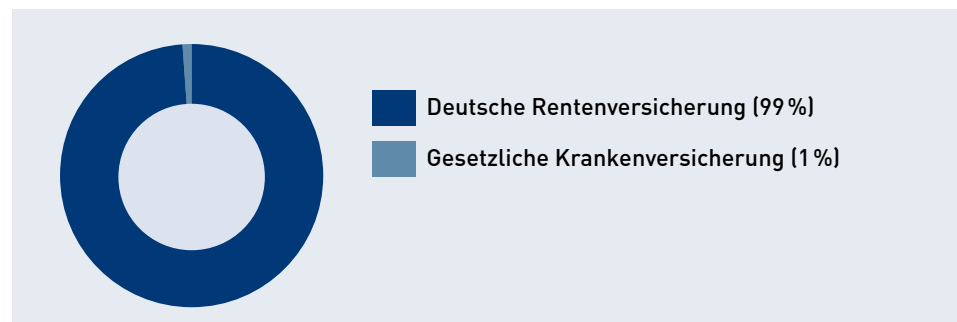 Deutsche Rentenversicherung (99 %)
Gesetzliche Krankenversicherung (1 %)